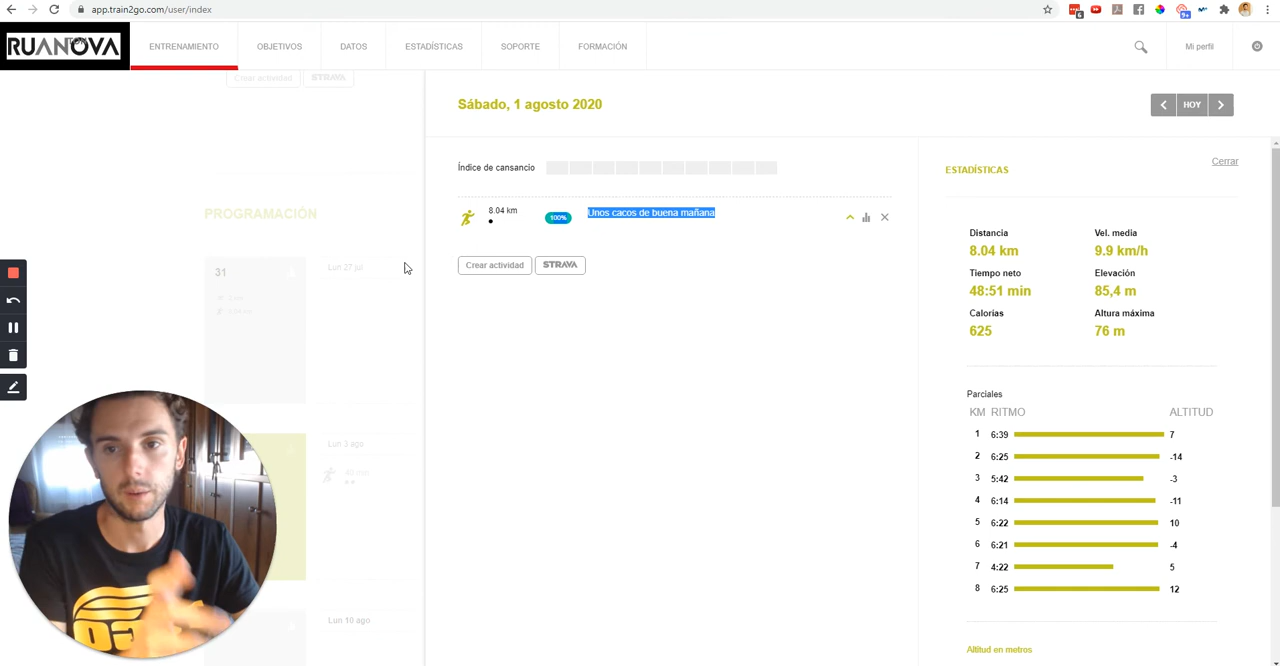 app.train2go.com/user/index
6
9+
RUANOVA
ENTRENAMIENTO
OBJETIVOS
DATOS
ESTADÍSTICAS
SOPORTE
FORMACIÓN
Mi perfil
Crear actividad
STRAVA
PROGRAMACIÓN
31
Lun 27 jul
Lun 3 ago
Lun 10 ago
Sábado, 1 agosto 2020
HOY
Índice de cansancio
8.04 km
100%
Unos cacos de buena mañana
Crear actividad
STRAVA
Cerrar
ESTADÍSTICAS
Distancia
Vel. media
8.04 km
9.9 km/h
Tiempo neto
Elevación
48:51 min
85,4 m
Calorías
Altura máxima
625
76 m
Parciales
KM RITMO ALTITUD
1 6:39 7
2 6:25 -14
3 5:42 -3
4 6:14 -11
5 6:22 10
6 6:21 -4
7 4:22 5
8 6:25 12
Altitud en metros